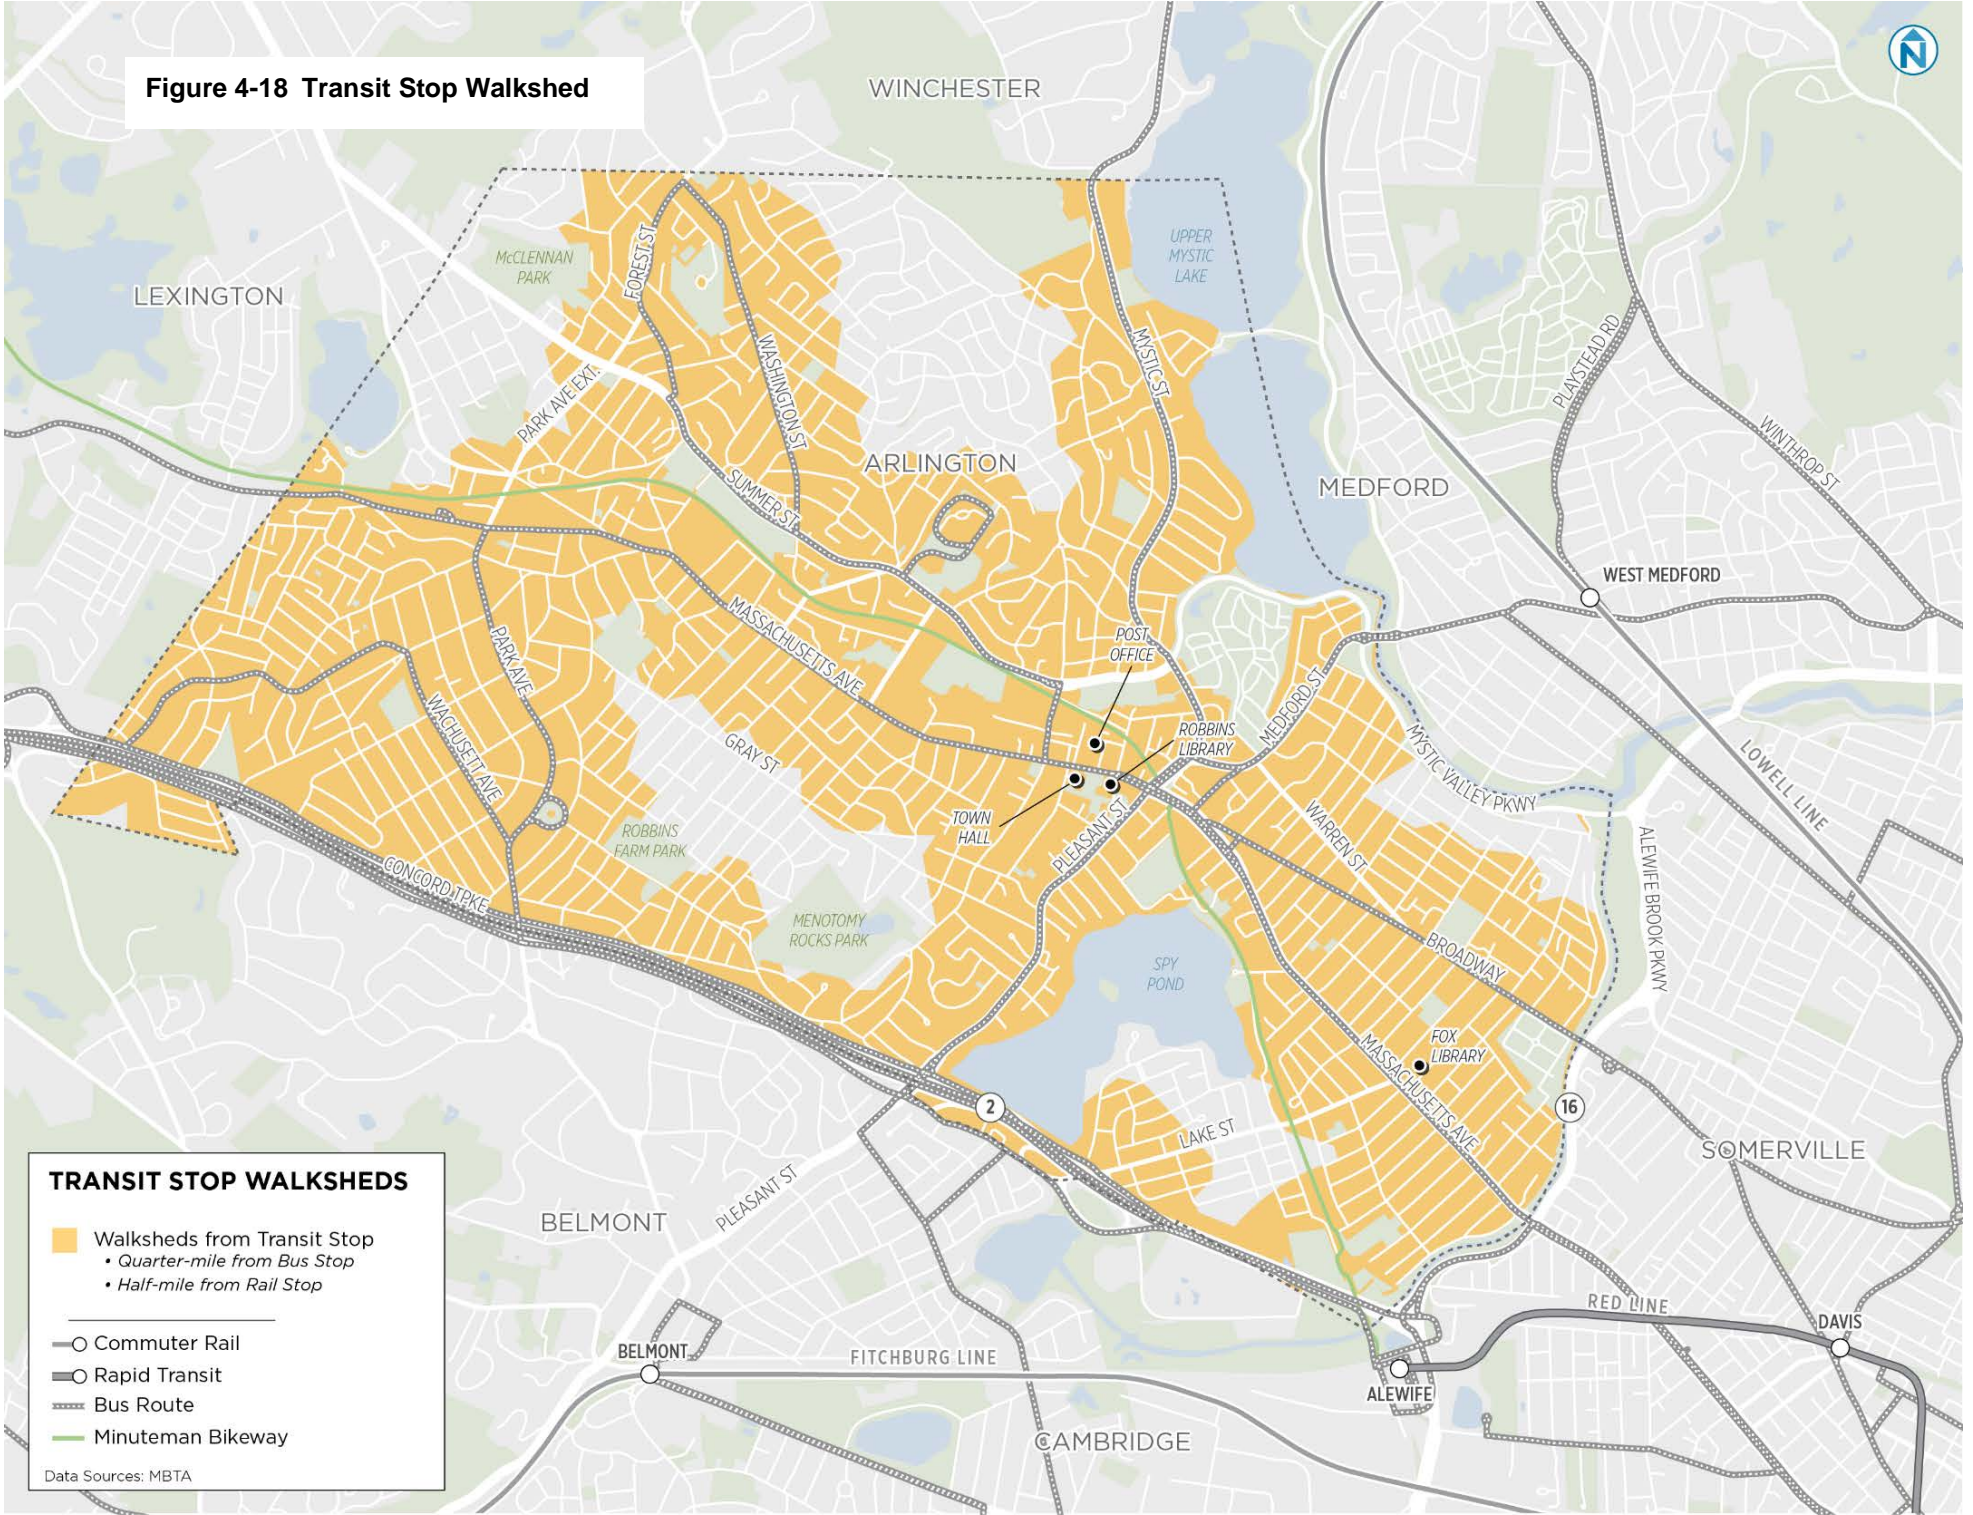 Figure 4-18 Transit Stop Walkshed
N
WINCHESTER
McCLENNAN
PARK
FOREST ST
UPPER
MYSTIC
LAKE
LEXINGTON
WASHINGTON ST
MYSTIC ST
PLAYSTEAD RD
PARK AVE EXT.
WINTHROP ST
ARLINGTON
MEDFORD
SUMMER ST
WEST MEDFORD
MASSACHUSETTS AVE
POST
OFFICE
PARK AVE
WACHUSETT AVE
MEDFORD ST
ROBBINS
LIBRARY
GRAY ST
MYSTIC VALLEY PKWY
LOWELL LINE
TOWN
HALL
PLEASANT ST
WARREN ST
ROBBINS
FARM PARK
ALEWIFE BROOK PKWY
CONCORD TPKE
MENOTOMY
ROCKS PARK
BROADWAY
SPY
POND
FOX
LIBRARY
MASSACHUSETTS AVE
2
16
LAKE ST
SOMERVILLE
BELMONT
PLEASANT ST
RED LINE
DAVIS
BELMONT
FITCHBURG LINE
ALEWIFE
CAMBRIDGE
TRANSIT STOP WALKSHEDS
Walksheds from Transit Stop
• Quarter-mile from Bus Stop
• Half-mile from Rail Stop
Commuter Rail
Rapid Transit
Bus Route
Minuteman Bikeway
Data Sources: MBTA